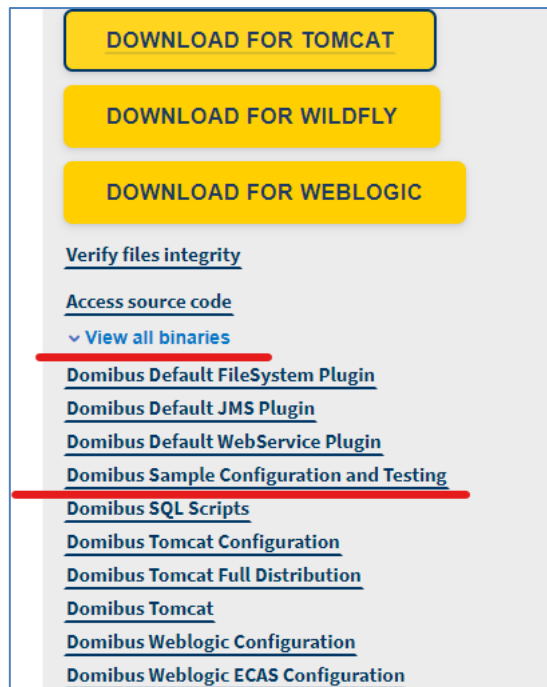 DOWNLOAD FOR TOMCAT
DOWNLOAD FOR WILDFLY
DOWNLOAD FOR WEBLOGIC
Verify files integrity
Access source code
View all binaries
Domibus Default FileSystem Plugin
Domibus Default JMS Plugin
Domibus Default WebService Plugin
Domibus Sample Configuration and Testing
Domibus SQL Scripts
Domibus Tomcat Configuration
Domibus Tomcat Full Distribution
Domibus Tomcat
Domibus Weblogic Configuration
Domibus Weblogic ECAS Configuration